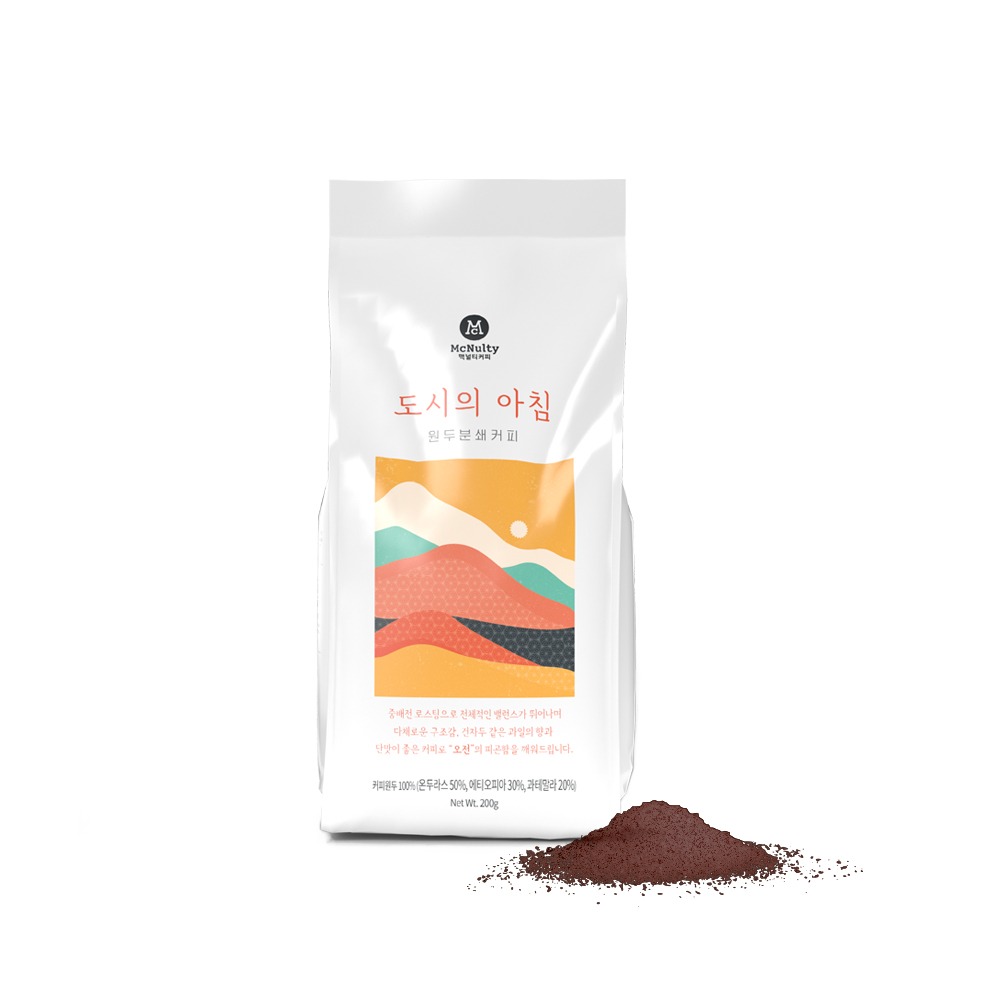 Mc
McNulty
맥널티커피
도시의 아침
원두분쇄커피
중배전 로스팅으로 전체적인 밸런스가 뛰어나며
다채로운 구조감, 건자두 같은 과일의 향과
단맛이 좋은 커피로 "오전"의 피곤함을 깨워드립니다.
커피원두 100% (온두라스 50%, 에티오피아 30%, 과테말라 20%)
Net Wt. 200g